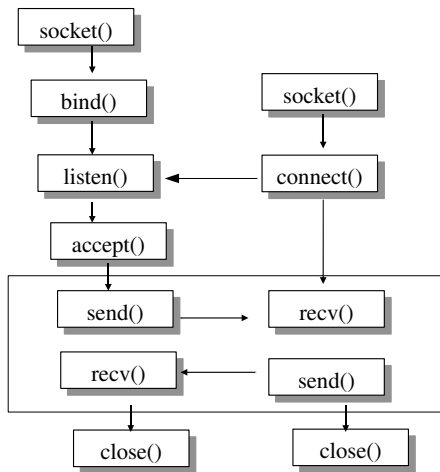 socket()
bind()
socket()
listen()
connect()
accept()
send()
recv()
recv()
send()
close()
close()